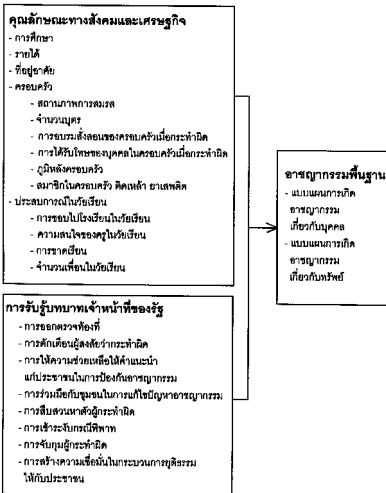 คุณลักษณะทางสังคมและเศรษฐกิจ
- การศึกษา
- รายได้
- ที่อยู่อาศัย
- ครอบครัว
- สถานภาพการสมรส
- จำนวนบุตร
- การอบรมสั่งสอนของครอบครัวเมื่อกระทำผิด
- การได้รับโทษของบุคคลในครอบครัวเมื่อกระทำผิด
- ภูมิหลังครอบครัว
- สมาชิกในครอบครัว ติดเหล้า ยาเสพติด
- ประสบการณ์ในวัยเรียน
- การชอบไปโรงเรียนในวัยเรียน
- ความสนใจของครูในวัยเรียน
- การขาดเรียน
- จำนวนเพื่อนในวัยเรียน
การรับรู้บทบาทเจ้าหน้าที่ของรัฐ
- การออกตรวจท้องที่
- การตักเตือนผู้สงสัยว่ากระทำผิด
- การให้ความช่วยเหลือให้คำแนะนำ
แก่ประชาชนในการป้องกันอาชญากรรม
- การร่วมมือกับชุมชนในการแก้ไขปัญหาอาชญากรรม
- การสืบสวนหาตัวผู้กระทำผิด
- การเข้าระงับกรณีพิพาท
- การจับกุมผู้กระทำผิด
- การสร้างความเชื่อมั่นในกระบวนการยุติธรรม
ให้กับประชาชน
อาชญากรรมพื้นฐาน
- แบบแผนการเกิด
อาชญากรรม
เกี่ยวกับบุคคล
- แบบแผนการเกิด
อาชญากรรม
เกี่ยวกับทรัพย์